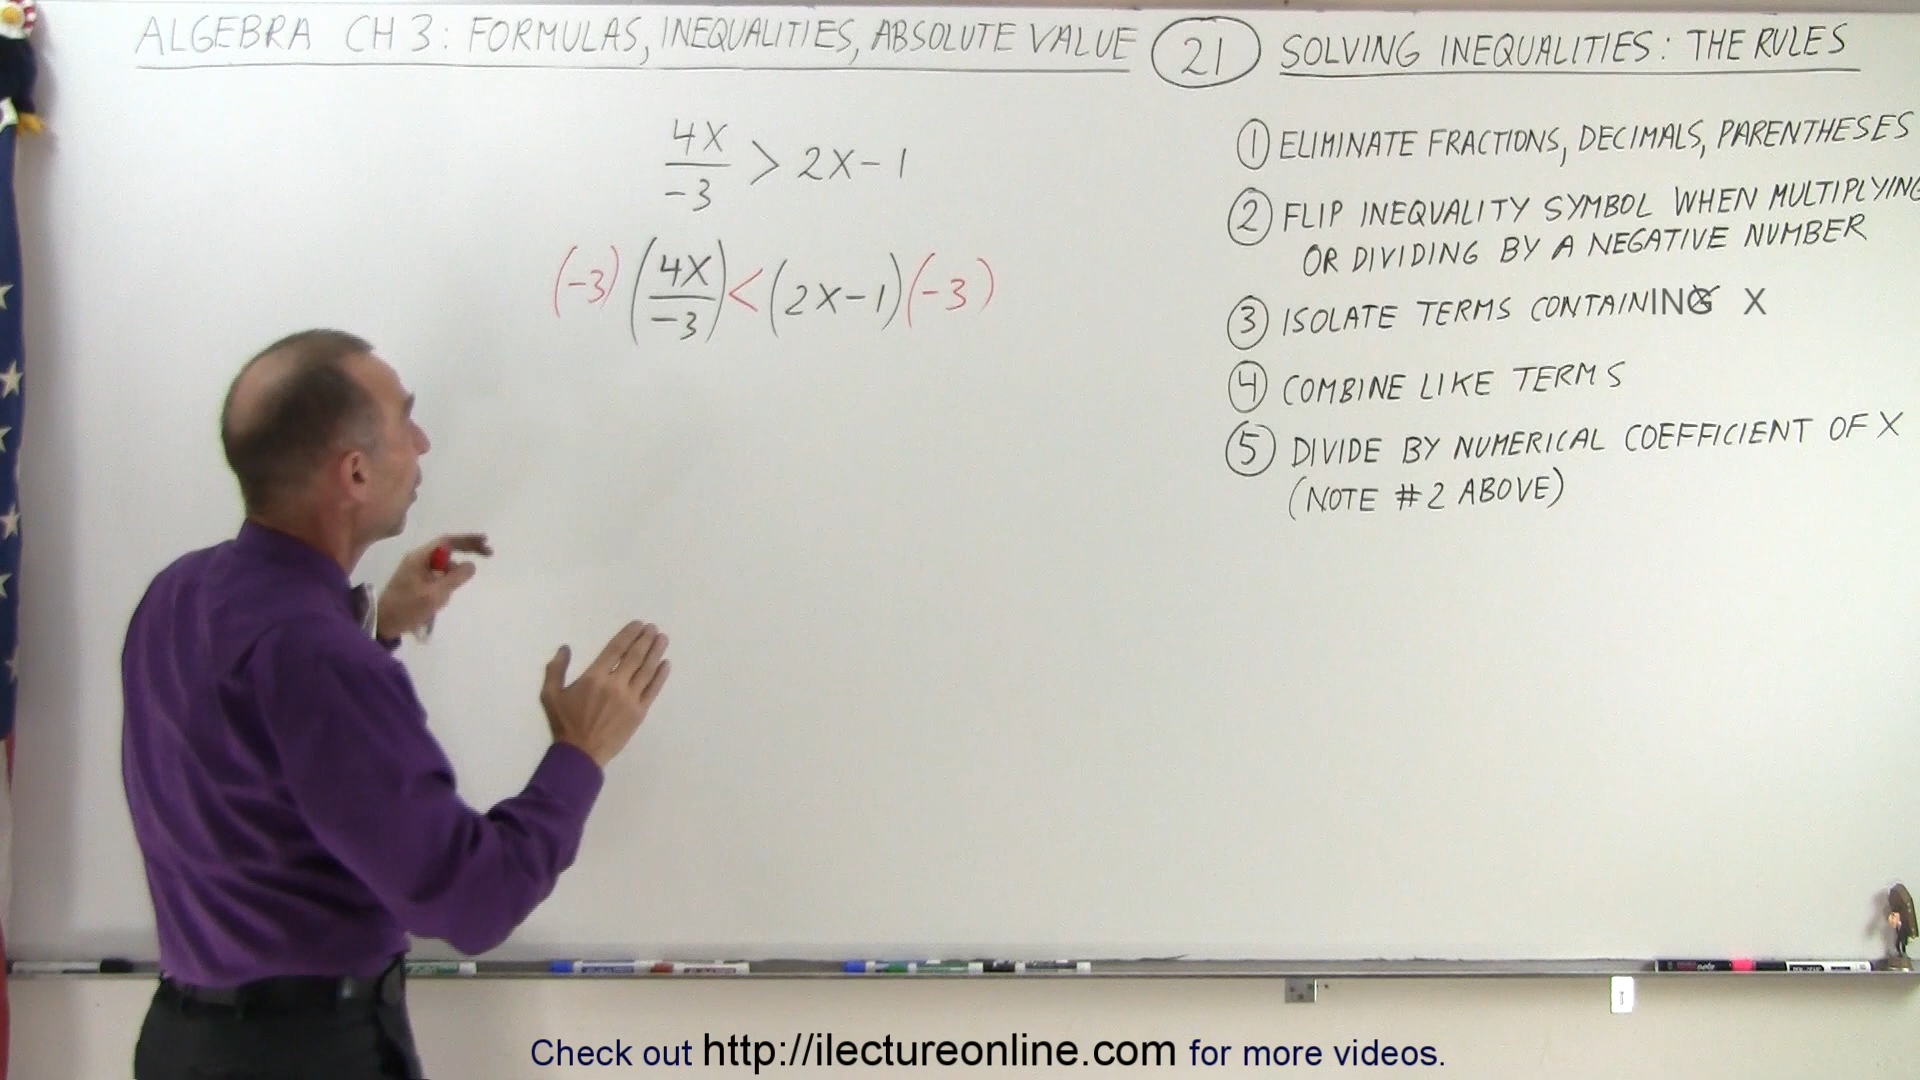 ALGEBRA CH 3: FORMULAS, INEQUALITIES, ABSOLUTE VALUE 21 SOLVING INEQUALITIES: THE RULES
4X/-3 > 2X-1
(-3)(4X/-3) < (2X-1)(-3)
① ELIMINATE FRACTIONS, DECIMALS, PARENTHESES
② FLIP INEQUALITY SYMBOL WHEN MULTIPLYING
OR DIVIDING BY A NEGATIVE NUMBER
③ ISOLATE TERMS CONTAINING X
④ COMBINE LIKE TERMS
⑤ DIVIDE BY NUMERICAL COEFFICIENT OF X
(NOTE #2 ABOVE)
Check out http://ilectureonline.com for more videos.